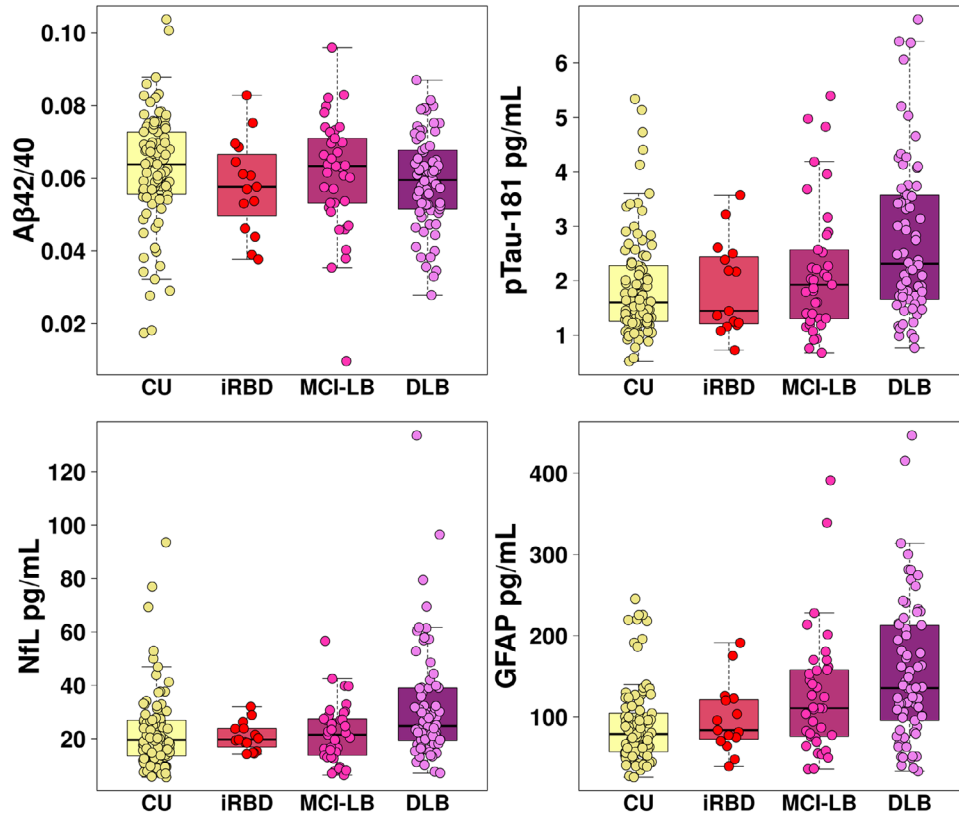 Aβ42/40
0.10
0.08
0.06
0.04
0.02
CU iRBD MCI-LB DLB
pTau-181 pg/mL
6
5
4
3
2
1
CU iRBD MCI-LB DLB
NfL pg/mL
120
100
80
60
40
20
CU iRBD MCI-LB DLB
GFAP pg/mL
400
300
200
100
CU iRBD MCI-LB DLB